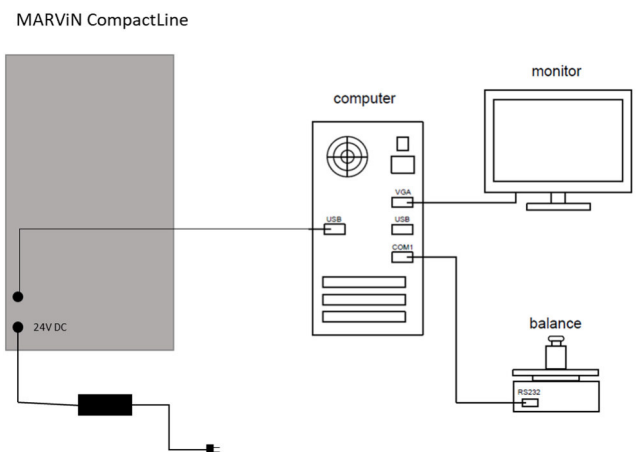 MARViN CompactLine
monitor
computer
VGA
USB
USB
COM1
24V DC
balance
RS232